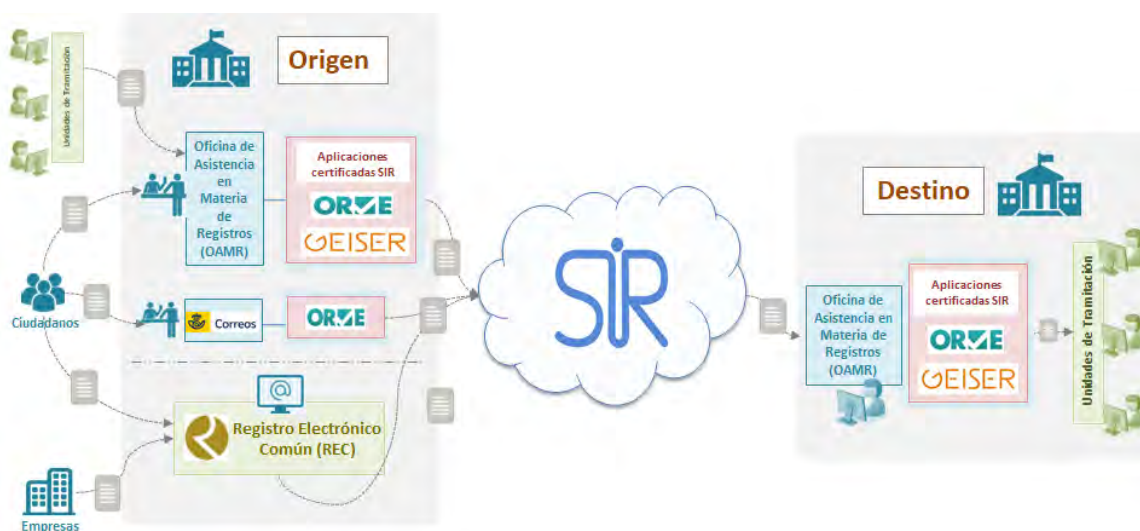 Unidades de Tramitación
Origen
Oficina de
Asistencia
en
Materia
de
Registros
(OAMR)
Aplicaciones
certificadas SIR
ORVE
GEISER
Ciudadanos
Correos
ORVE
@
R
Registro Electrónico
Común (REC)
Empresas
SIR
Destino
Oficina de
Asistencia en
Materia de
Registros
(OAMR)
Aplicaciones
certificadas SIR
ORVE
GEISER
Unidades de Tramitación